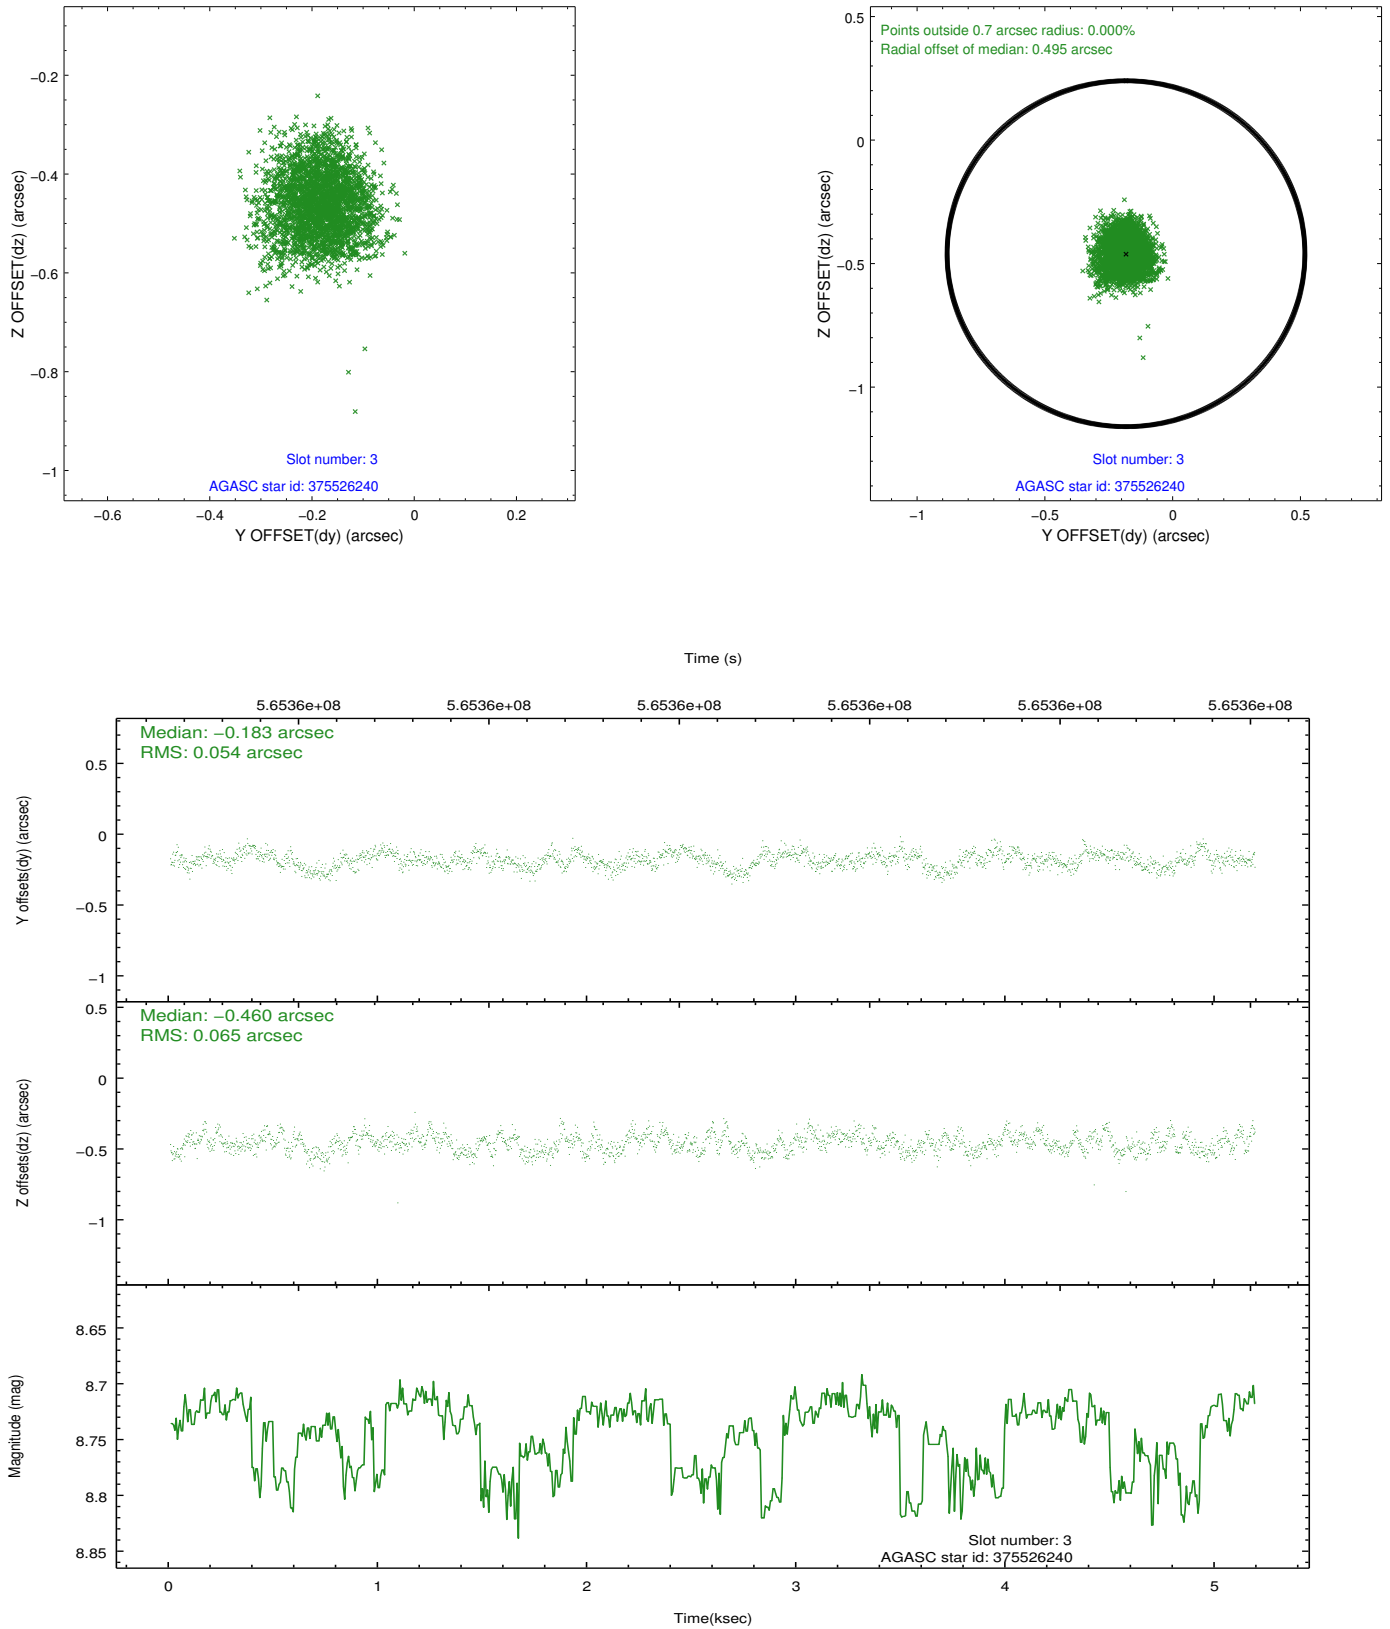 −0.2
−0.4
−0.6
−0.8
−1
Z OFFSET(dz) (arcsec)
Slot number: 3
AGASC star id: 375526240
−0.6 −0.4 −0.2 0 0.2
Y OFFSET(dy) (arcsec)
0.5
0
−0.5
−1
Z OFFSET(dz) (arcsec)
Points outside 0.7 arcsec radius: 0.000%
Radial offset of median: 0.495 arcsec
Slot number: 3
AGASC star id: 375526240
−1 −0.5 0 0.5
Y OFFSET(dy) (arcsec)
Time (s)
5.6536e+08 5.6536e+08 5.6536e+08 5.6536e+08 5.6536e+08 5.6536e+08
Median: −0.183 arcsec
RMS: 0.054 arcsec
0.5
0
−0.5
−1
Y offsets(dy) (arcsec)
Median: −0.460 arcsec
RMS: 0.065 arcsec
0.5
0
−0.5
−1
Z offsets(dz) (arcsec)
8.65
8.7
8.75
8.8
8.85
Magnitude (mag)
Slot number: 3
AGASC star id: 375526240
0 1 2 3 4 5
Time(ksec)